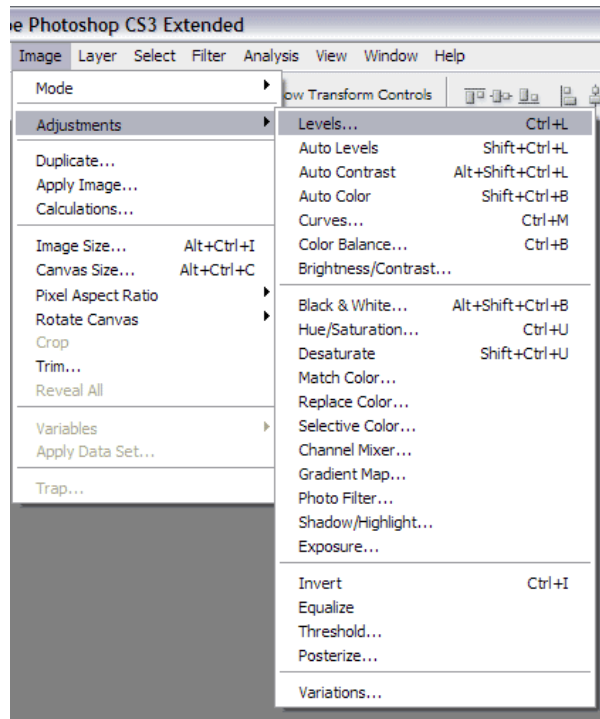 e Photoshop CS3 Extended
Image Layer Select Filter Analysis View Window Help
ow Transform Controls
Mode
Adjustments
Duplicate...
Apply Image...
Calculations...
Image Size... Alt+Ctrl+I
Canvas Size... Alt+Ctrl+C
Pixel Aspect Ratio
Rotate Canvas
Crop
Trim...
Reveal All
Variables
Apply Data Set...
Trap...
Levels... Ctrl+L
Auto Levels Shift+Ctrl+L
Auto Contrast Alt+Shift+Ctrl+L
Auto Color Shift+Ctrl+B
Curves... Ctrl+M
Color Balance... Ctrl+B
Brightness/Contrast...
Black & White... Alt+Shift+Ctrl+B
Hue/Saturation... Ctrl+U
Desaturate Shift+Ctrl+U
Match Color...
Replace Color...
Selective Color...
Channel Mixer...
Gradient Map...
Photo Filter...
Shadow/Highlight...
Exposure...
Invert Ctrl+I
Equalize
Threshold...
Posterize...
Variations...